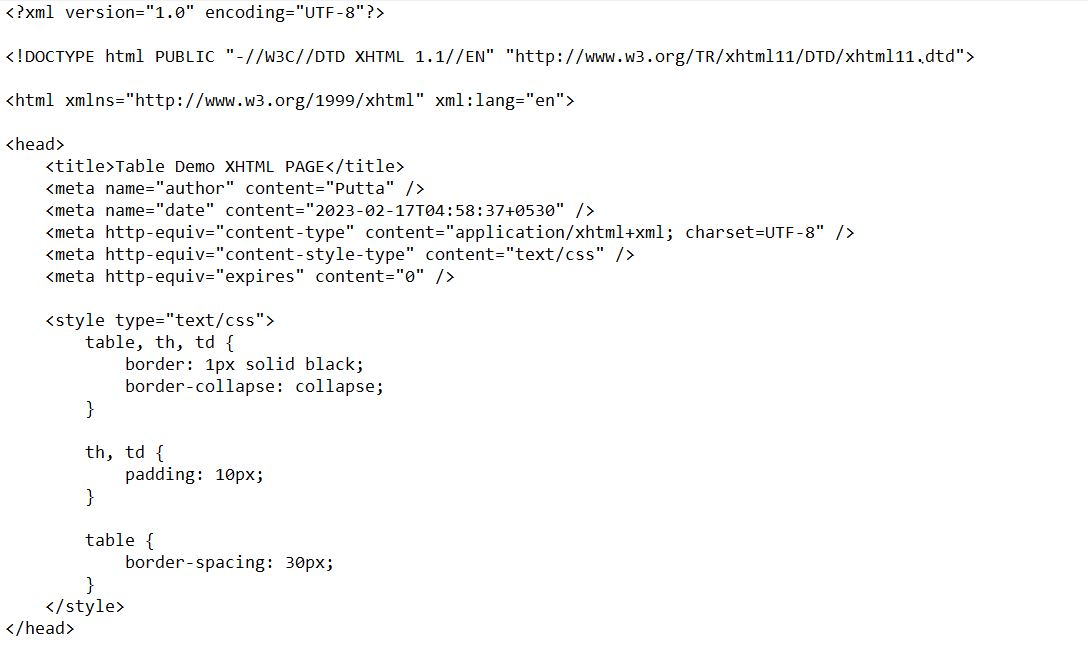 <?xml version="1.0" encoding="UTF-8"?>
<!DOCTYPE html PUBLIC "-//W3C//DTD XHTML 1.1//EN" "http://www.w3.org/TR/xhtml11/DTD/xhtml11.dtd">
<html xmlns="http://www.w3.org/1999/xhtml" xml:lang="en">
<head>
    <title>Table Demo XHTML PAGE</title>
    <meta name="author" content="Putta" />
    <meta name="date" content="2023-02-17T04:58:37+0530" />
    <meta http-equiv="content-type" content="application/xhtml+xml; charset=UTF-8" />
    <meta http-equiv="content-style-type" content="text/css" />
    <meta http-equiv="expires" content="0" />
    <style type="text/css">
        table, th, td {
            border: 1px solid black;
            border-collapse: collapse;
        }
        th, td {
            padding: 10px;
        }
        table {
            border-spacing: 30px;
        }
    </style>
</head>